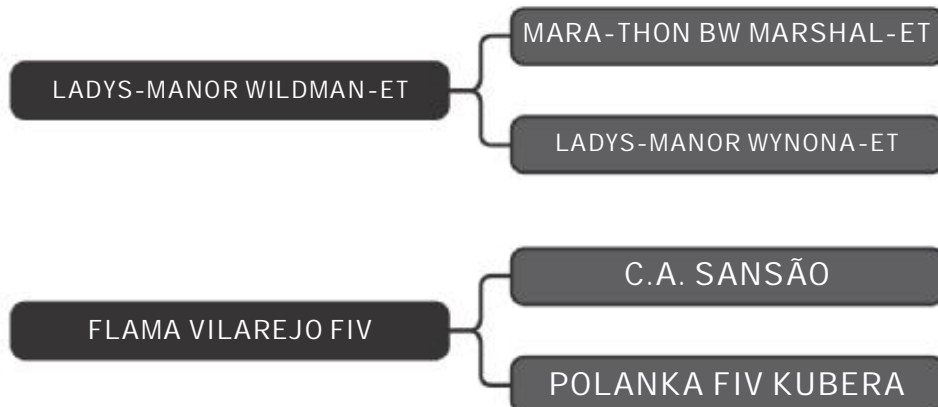 MARA-THON BW MARSHAL-ET
LADYS-MANOR WILDMAN-ET
LADYS-MANOR WYNONA-ET
C.A. SANSÃO
FLAMA VILAREJO FIV
POLANKA FIV KUBERA